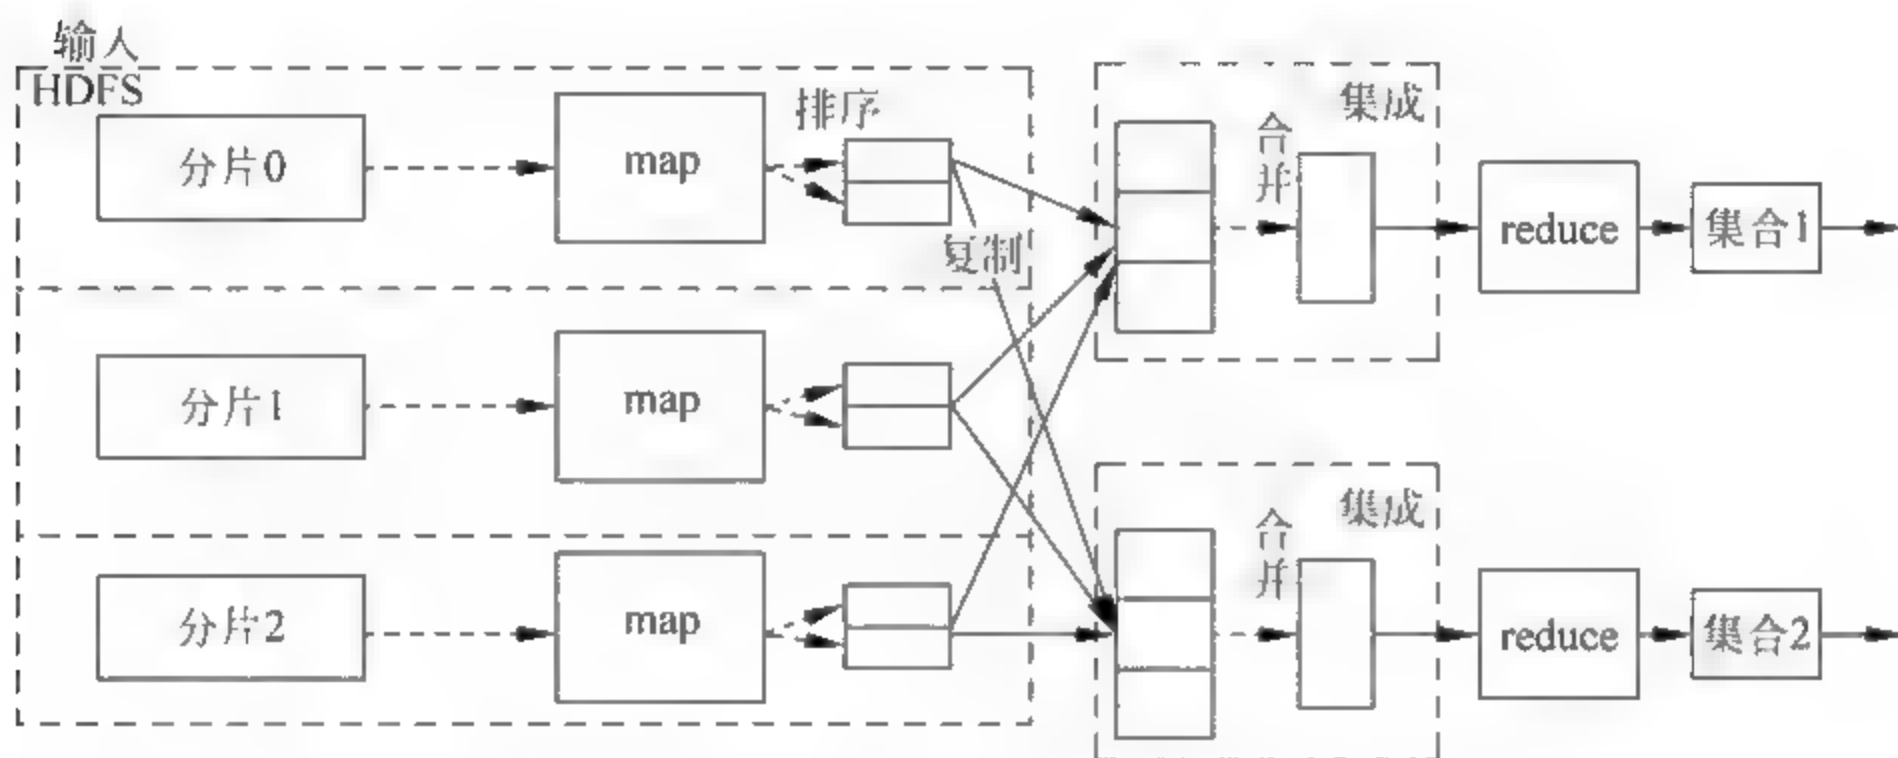 输入
HDFS
分片0
map
排序
复制
合并
集成
reduce
集合1
分片1
map
分片2
map
合并
集成
reduce
集合2